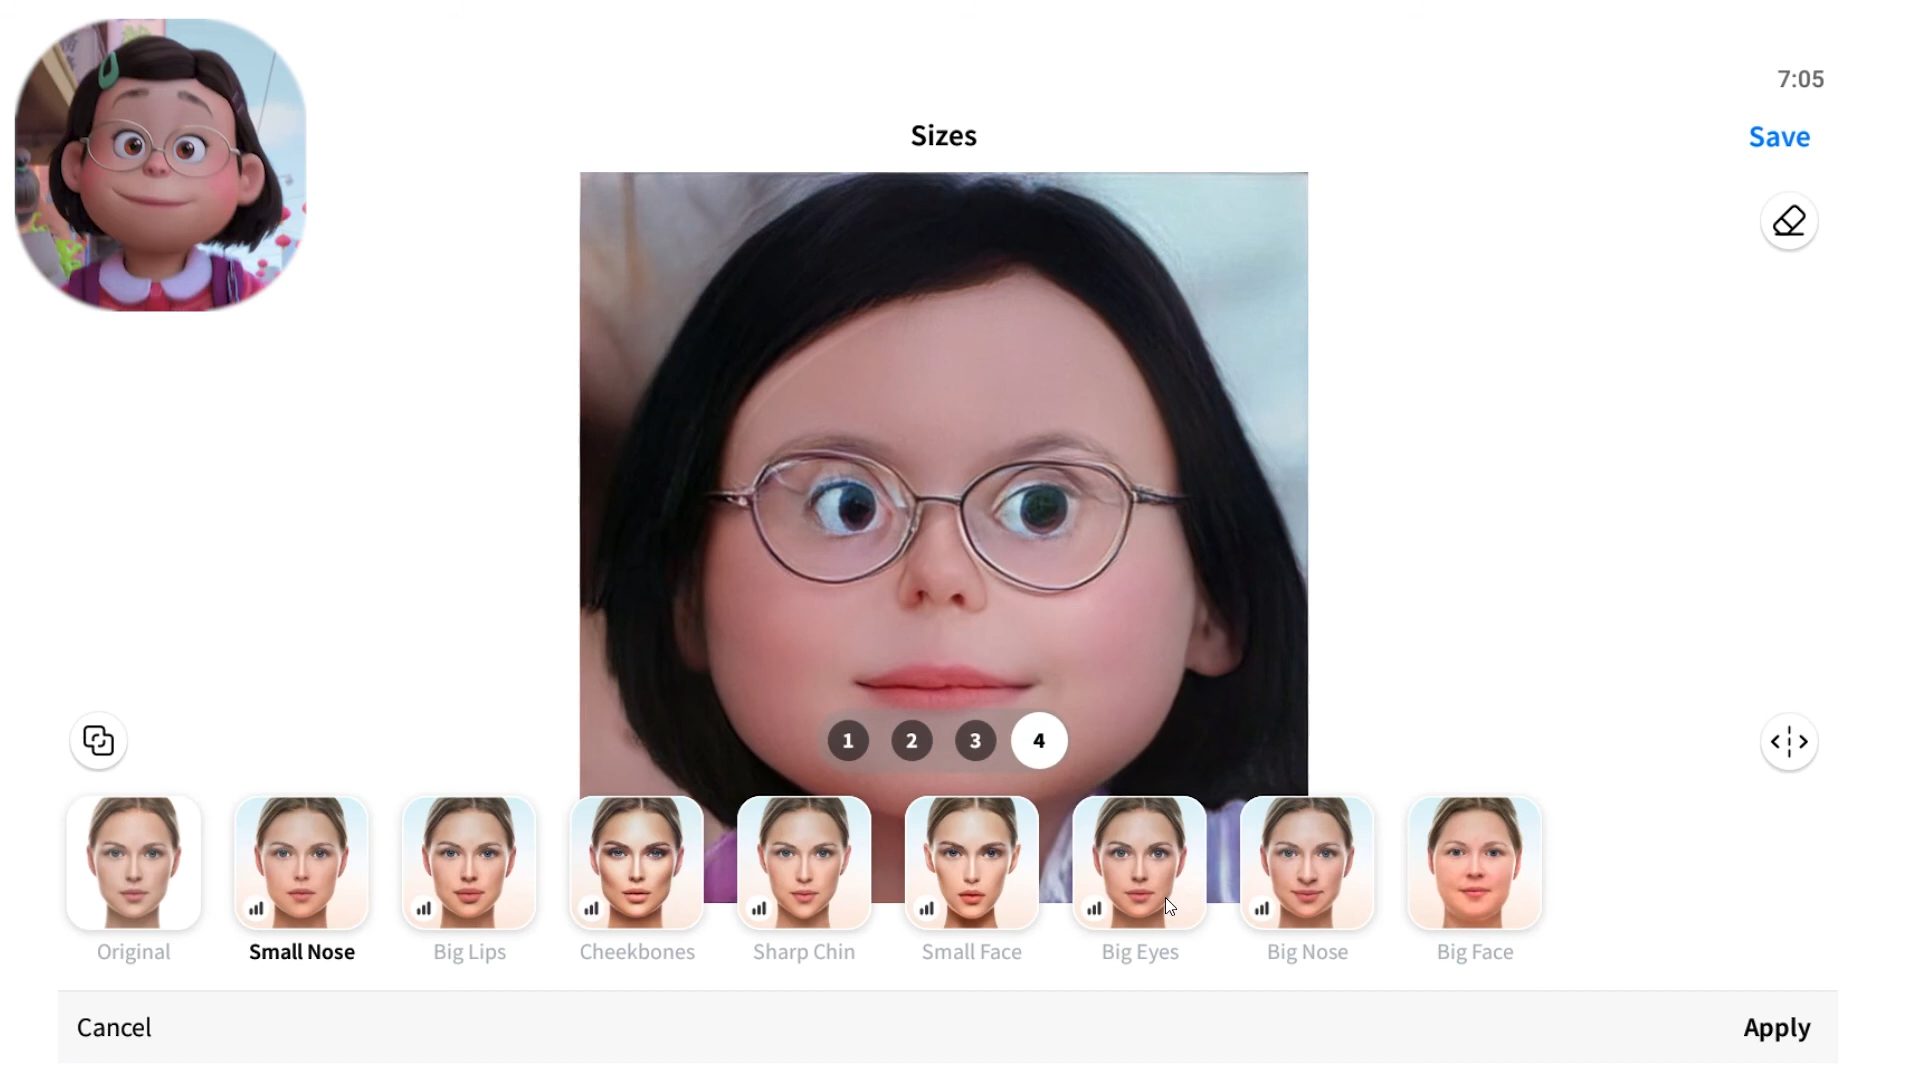 7:05
Sizes
Save
1 2 3 4
Original Small Nose Big Lips Cheekbones Sharp Chin Small Face Big Eyes Big Nose Big Face
Cancel Apply